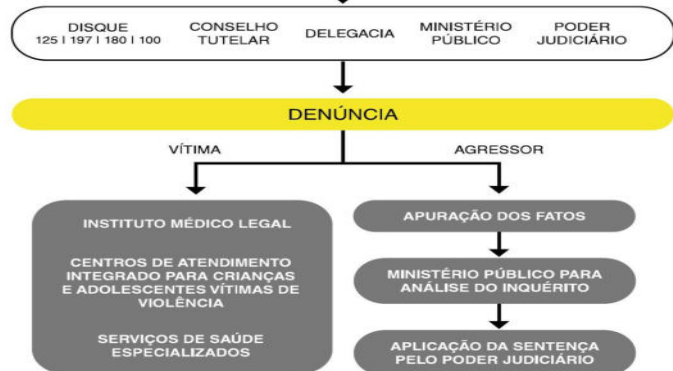 DISQUE
125 | 197 | 180 | 100
CONSELHO
TUTELAR
DELEGACIA
MINISTÉRIO
PÚBLICO
PODER
JUDICIÁRIO
DENÚNCIA
VÍTIMA
AGRESSOR
INSTITUTO MÉDICO LEGAL
CENTROS DE ATENDIMENTO
INTEGRADO PARA CRIANÇAS
E ADOLESCENTES VÍTIMAS DE
VIOLÊNCIA
SERVIÇOS DE SAÚDE
ESPECIALIZADOS
APURAÇÃO DOS FATOS
MINISTÉRIO PÚBLICO PARA
ANÁLISE DO INQUÉRITO
APLICAÇÃO DA SENTENÇA
PELO PODER JUDICIÁRIO